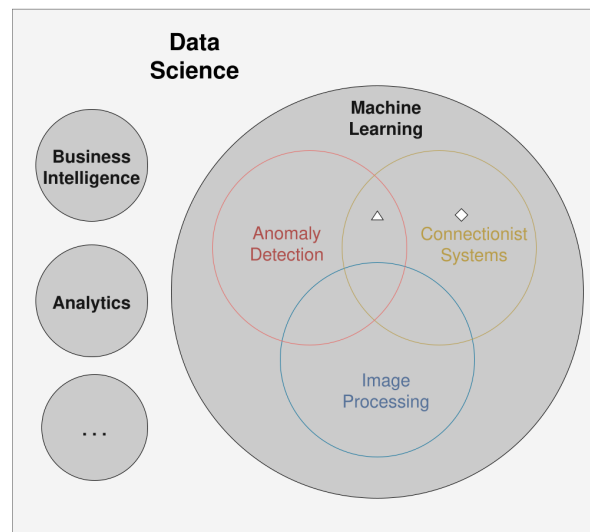 Data
Science
Machine
Learning
Business
Intelligence
Anomaly
Detection
Connectionist
Systems
Analytics
Image
Processing
...